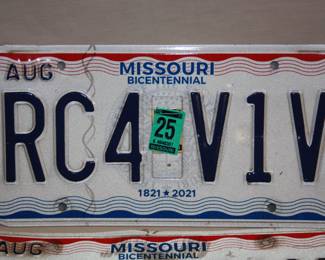 AUG
MISSOURI
BICENTENNIAL
RC4 V1V
25
1821 ★ 2021
AUG
MISSOURI
BICENTENNIAL